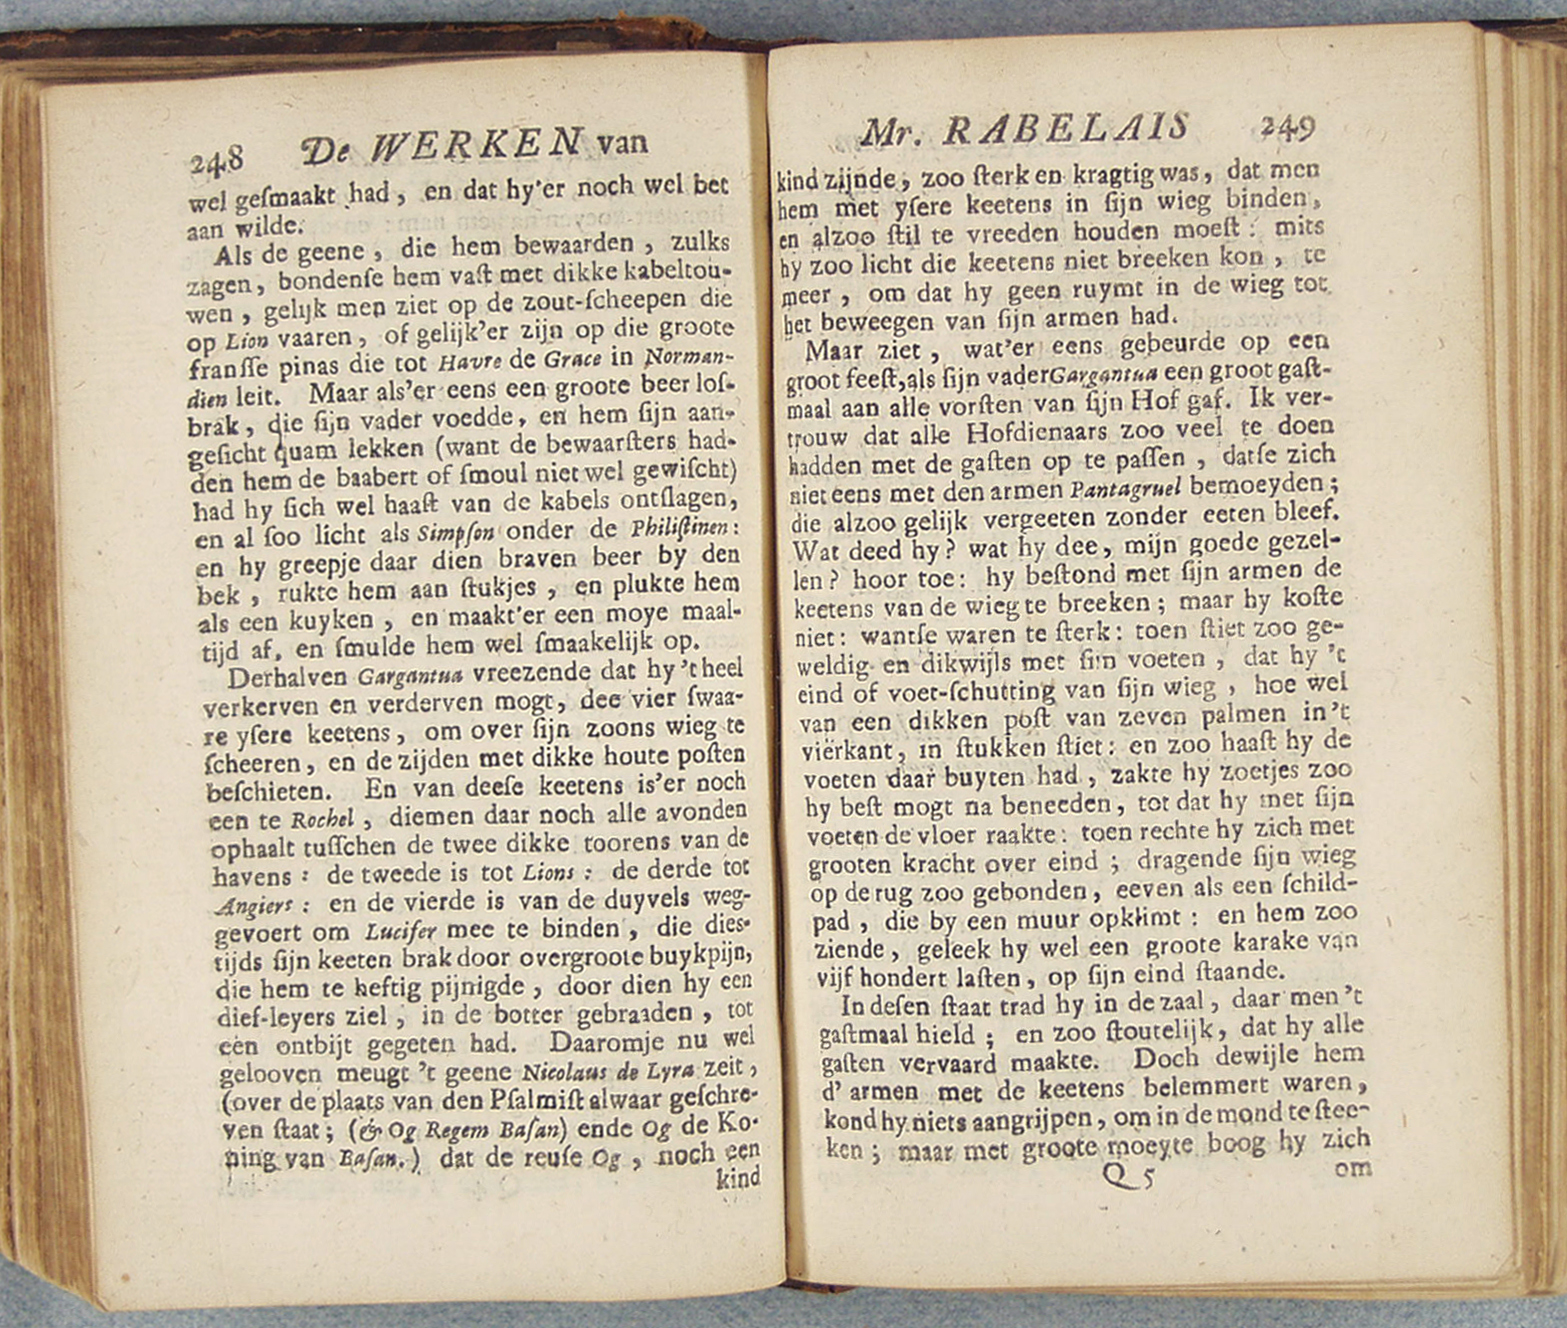 248 De WERKEN van
wel geſmaakt had, en dat hy'er noch wel bet
aan wilde.
Als de geene, die hem bewaarden, zulks
zagen, bondenſe hem vaſt met dikke kabeltou-
wen, gelijk men ziet op de zout-ſcheepen die
op Lion vaaren, of gelijk'er zijn op die groote
franſſe pinas die tot Havre de Grace in Norman-
dien leit. Maar als'er eens een groote beer loſ-
brak, die ſijn vader voedde, en hem ſijn aan-
geſicht quam lekken (want de bewaarſters had-
den hem de baabert of ſmoul niet wel gewiſcht)
had hy ſich wel haaſt van de kabels ontſlagen,
en al ſoo licht als Simpſon onder de Philiſtinen:
en hy greepje daar dien braven beer by den
bek, rukte hem aan ſtukjes, en plukte hem
als een kuyken, en maakt'er een moye maal-
tijd af, en ſmulde hem wel ſmaakelijk op.
Derhalven Gargantua vreezende dat hy 't heel
verkerven en verderven mogt, dee vier ſwaa-
re yſere keetens, om over ſijn zoons wieg te
ſcheeren, en de zijden met dikke houte poſten
beſchieten. En van deeſe keetens is'er noch
een te Rochel, diemen daar noch alle avonden
ophaalt tuſſchen de twee dikke toorens van de
havens: de tweede is tot Lions: de derde tot
Angiers: en de vierde is van de duyvels weg-
gevoert om Lucifer mee te binden, die dies-
tijds ſijn keeten brak door overgroote buykpijn,
die hem te heftig pijnigde, door dien hy een
dief-leyers ziel, in de botter gebraaden, tot
een ontbijt gegeten had. Daaromje nu wel
gelooven meugt 't geene Nicolaus de Lyra zeit,
(over de plaats van den Pſalmiſt alwaar geſchre-
ven ſtaat; (& Og Regem Baſan) ende Og de Ko-
ning van Baſan.) dat de reuſe Og, noch een
kind
Mr. RABELAIS 249
kind zijnde, zoo ſterk en kragtig was, dat men
hem met yſere keetens in ſijn wieg binden,
en alzoo ſtil te vreeden houden moeſt: mits
hy zoo licht die keetens niet breeken kon, te
meer, om dat hy geen ruymt in de wieg tot
het beweegen van ſijn armen had.
Maar ziet, wat'er eens gebeurde op een
groot feeſt, als ſijn vader Gargantua een groot gaſt-
maal aan alle vorſten van ſijn Hof gaf. Ik ver-
trouw dat alle Hofdienaars zoo veel te doen
hadden met de gaſten op te paſſen, datſe zich
niet eens met den armen Pantagruel bemoeyden;
die alzoo gelijk vergeeten zonder eeten bleef.
Wat deed hy? wat hy dee, mijn goede gezel-
len? hoor toe: hy beſtond met ſijn armen de
keetens van de wieg te breeken; maar hy koſte
niet: wantſe waren te ſterk: toen ſtiet zoo ge-
weldig en dikwijls met ſijn voeten, dat hy 't
eind of voet-ſchutting van ſijn wieg, hoe wel
van een dikken poſt van zeven palmen in 't
vierkant, in ſtukken ſtiet: en zoo haaſt hy de
voeten daar buyten had, zakte hy zoetjes zoo
hy beſt mogt na beneeden, tot dat hy met ſijn
voeten de vloer raakte: toen rechte hy zich met
grooten kracht over eind; dragende ſijn wieg
op de rug zoo gebonden, eeven als een ſchild-
pad, die by een muur opklimt: en hem zoo
ziende, geleek hy wel een groote karake van
vijf hondert laſten, op ſijn eind ſtaande.
In deſen ſtaat trad hy in de zaal, daar men 't
gaſtmaal hield; en zoo ſtoutelijk, dat hy alle
gaſten vervaard maakte. Doch dewijle hem
d' armen met de keetens belemmert waren,
kond hy niets aangrijpen, om in de mond te ſtee-
ken; maar met groote moeyte boog hy zich
Q 5 om